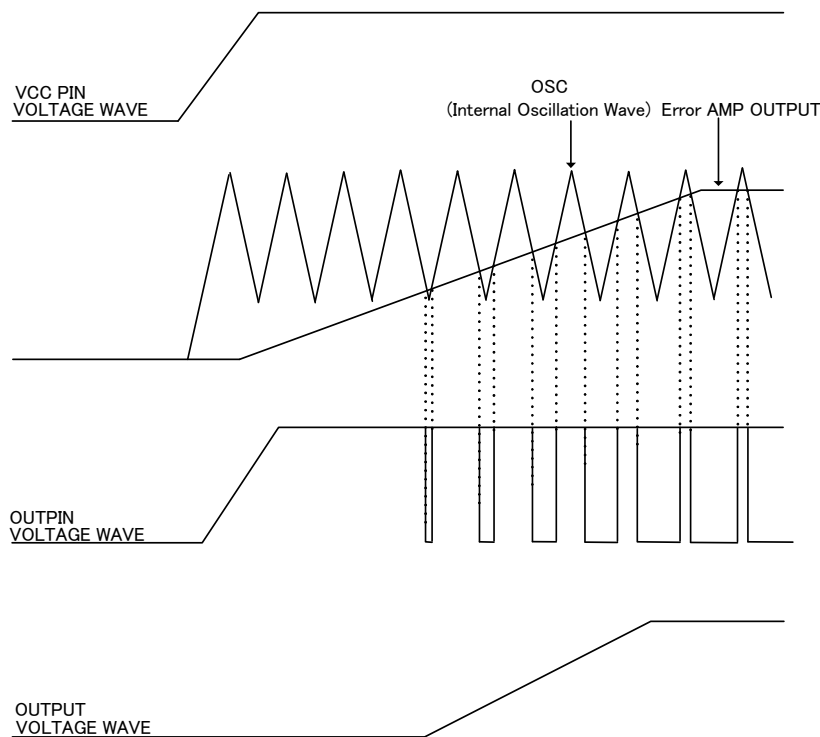 VCC PIN
VOLTAGE WAVE
OSC
(Internal Oscillation Wave) Error AMP OUTPUT
OUTPIN
VOLTAGE WAVE
OUTPUT
VOLTAGE WAVE